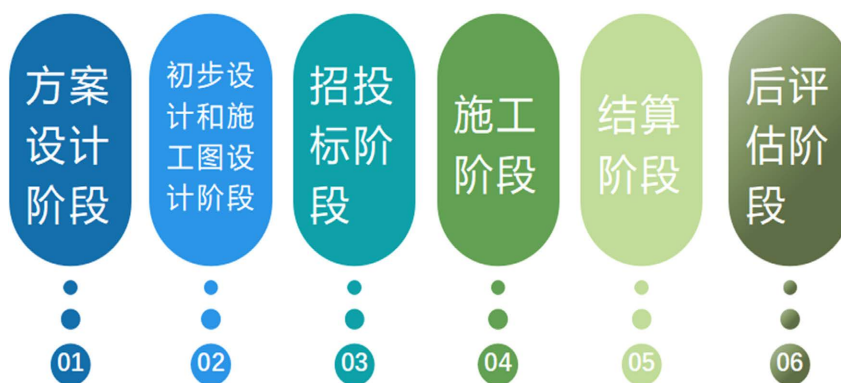 方案
设计
阶段
01
初步设
计和施
工图设
计阶段
02
招投
标阶
段
03
施工
阶段
04
结算
阶段
05
后评
估阶
段
06